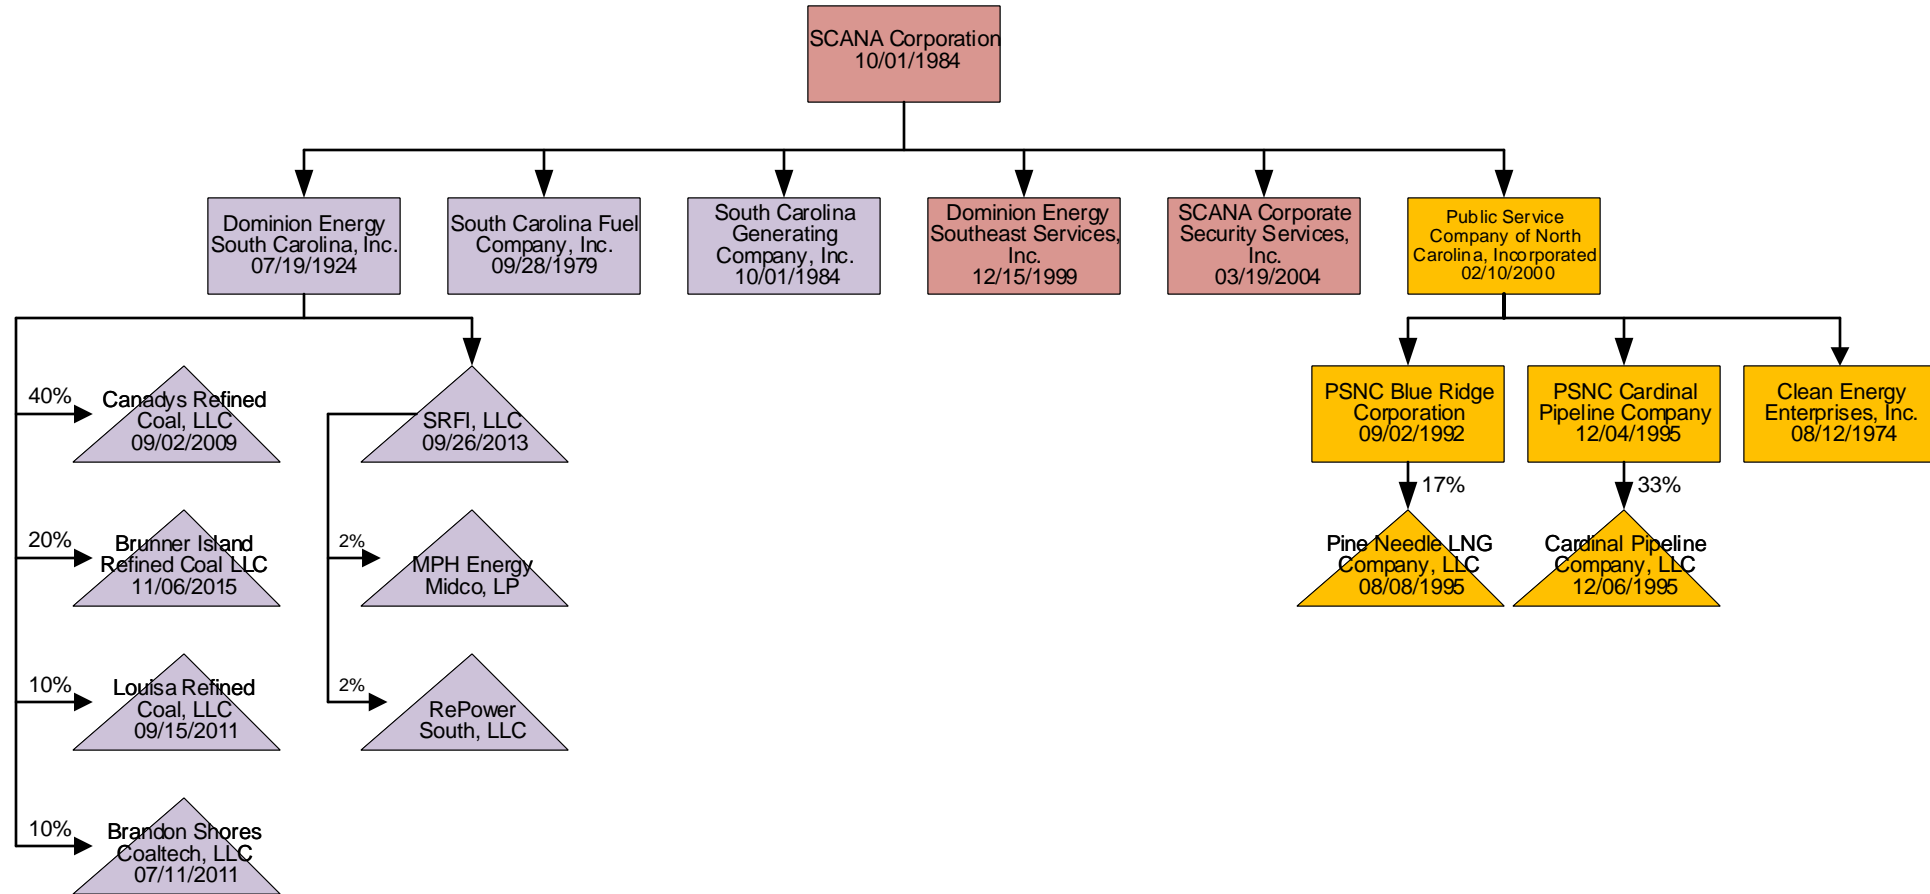 SCANA Corporation
10/01/1984
Dominion Energy
South Carolina, Inc.
07/19/1924
South Carolina Fuel
Company, Inc.
09/28/1979
South Carolina
Generating
Company, Inc.
10/01/1984
Dominion Energy
Southeast Services,
Inc.
12/15/1999
SCANA Corporate
Security Services,
Inc.
03/19/2004
Public Service
Company of North
Carolina, Incorporated
02/10/2000
40%
Canadys Refined
Coal, LLC
09/02/2009
SRFI, LLC
09/26/2013
PSNC Blue Ridge
Corporation
09/02/1992
PSNC Cardinal
Pipeline Company
12/04/1995
Clean Energy
Enterprises, Inc.
08/12/1974
17%
33%
20%
Brunner Island
Refined Coal LLC
11/06/2015
2%
MPH Energy
Midco, LP
Pine Needle LNG
Company, LLC
08/08/1995
Cardinal Pipeline
Company, LLC
12/06/1995
10%
Louisa Refined
Coal, LLC
09/15/2011
2%
RePower
South, LLC
10%
Brandon Shores
Coaltech, LLC
07/11/2011